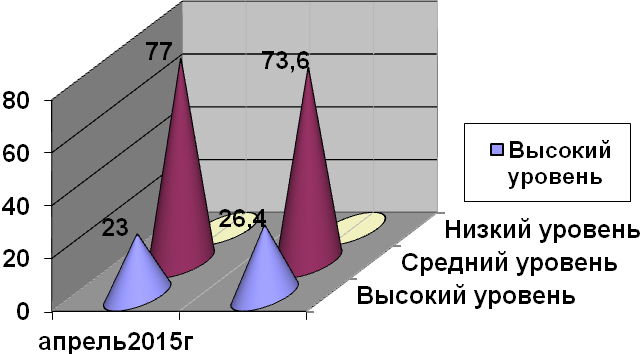 77
73,6
80
60
40
20
0
23
26,4
Высокий
уровень
Низкий уровень
Средний уровень
Высокий уровень
апрель2015г